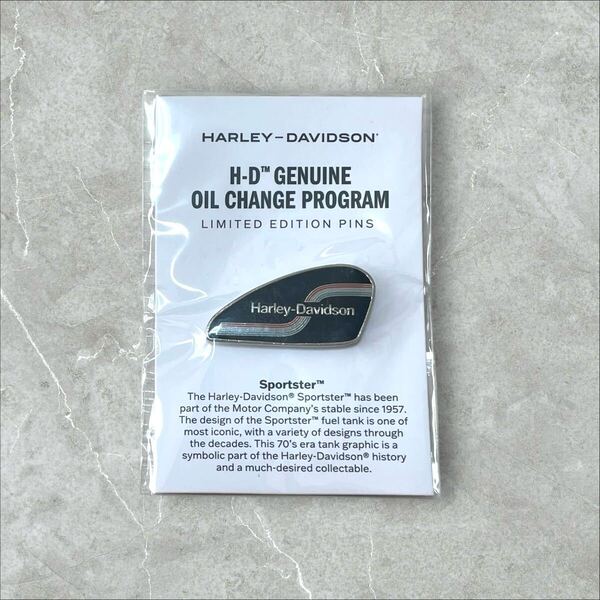 HARLEY-DAVIDSON®
H-D™ GENUINE
OIL CHANGE PROGRAM
LIMITED EDITION PINS
Harley-Davidson
Sportster™
The Harley-Davidson® Sportster™ has been
part of the Motor Company's stable since 1957.
The design of the Sportster™ fuel tank is one of
most iconic, with a variety of designs through
the decades. This 70's era tank graphic is a
symbolic part of the Harley-Davidson® history
and a much-desired collectable.